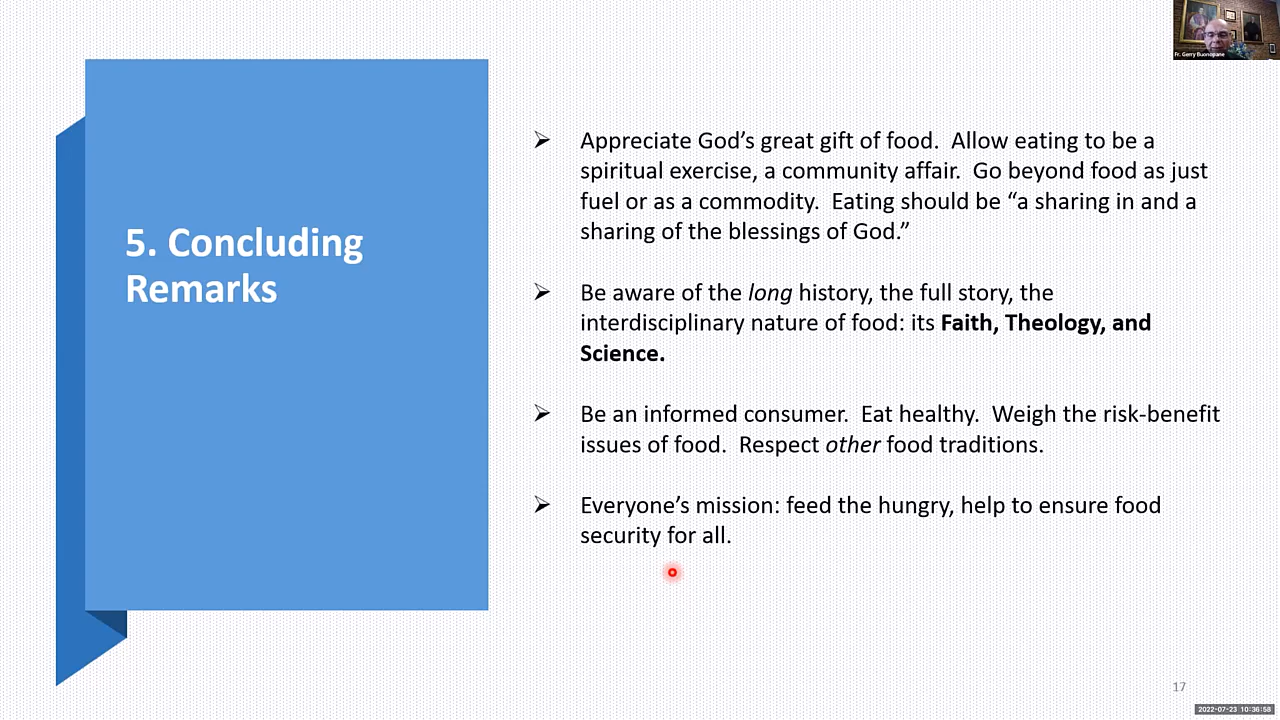 Fr. Gerry Buonopane
5. Concluding
Remarks
➢ Appreciate God’s great gift of food.  Allow eating to be a
spiritual exercise, a community affair.  Go beyond food as just
fuel or as a commodity.  Eating should be “a sharing in and a
sharing of the blessings of God.”
➢ Be aware of the long history, the full story, the
interdisciplinary nature of food: its Faith, Theology, and
Science.
➢ Be an informed consumer.  Eat healthy.  Weigh the risk-benefit
issues of food.  Respect other food traditions.
➢ Everyone’s mission: feed the hungry, help to ensure food
security for all.
17
2022-07-23 10:36:58